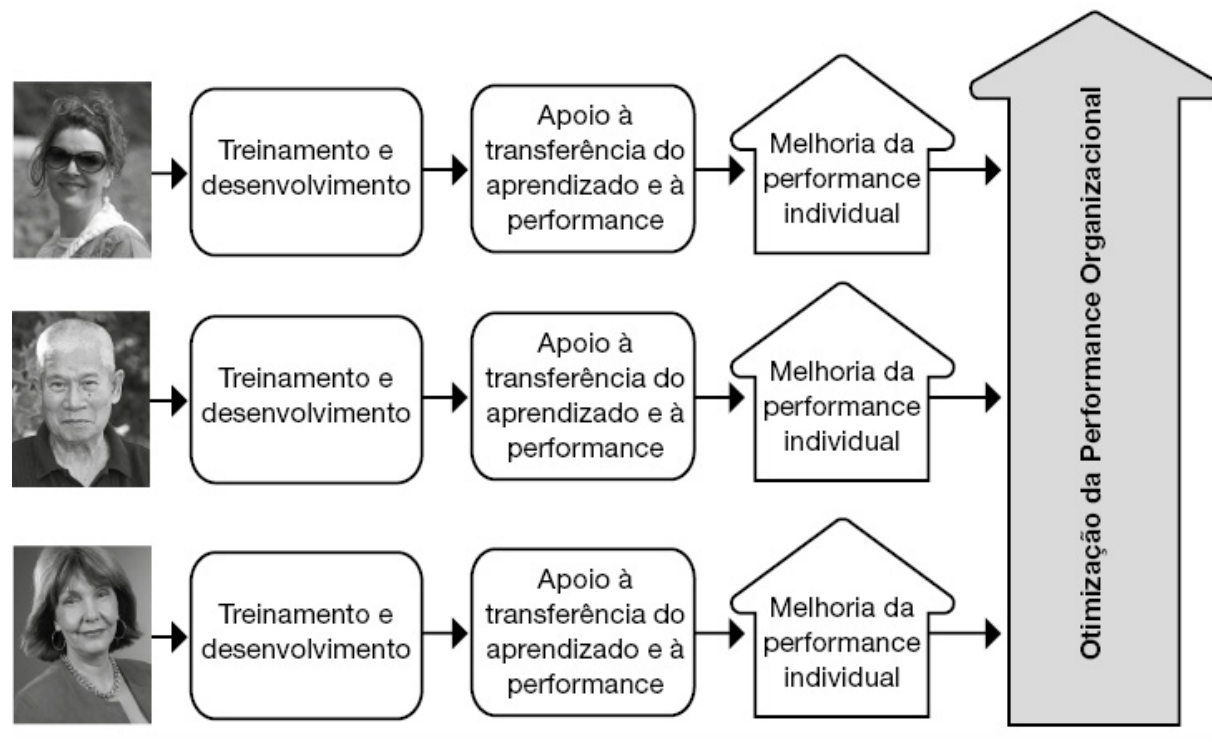 Treinamento e
desenvolvimento
Apoio à
transferência do
aprendizado e à
performance
Melhoria da
performance
individual
Treinamento e
desenvolvimento
Apoio à
transferência do
aprendizado e à
performance
Melhoria da
performance
individual
Treinamento e
desenvolvimento
Apoio à
transferência do
aprendizado e à
performance
Melhoria da
performance
individual
Otimização da Performance Organizacional